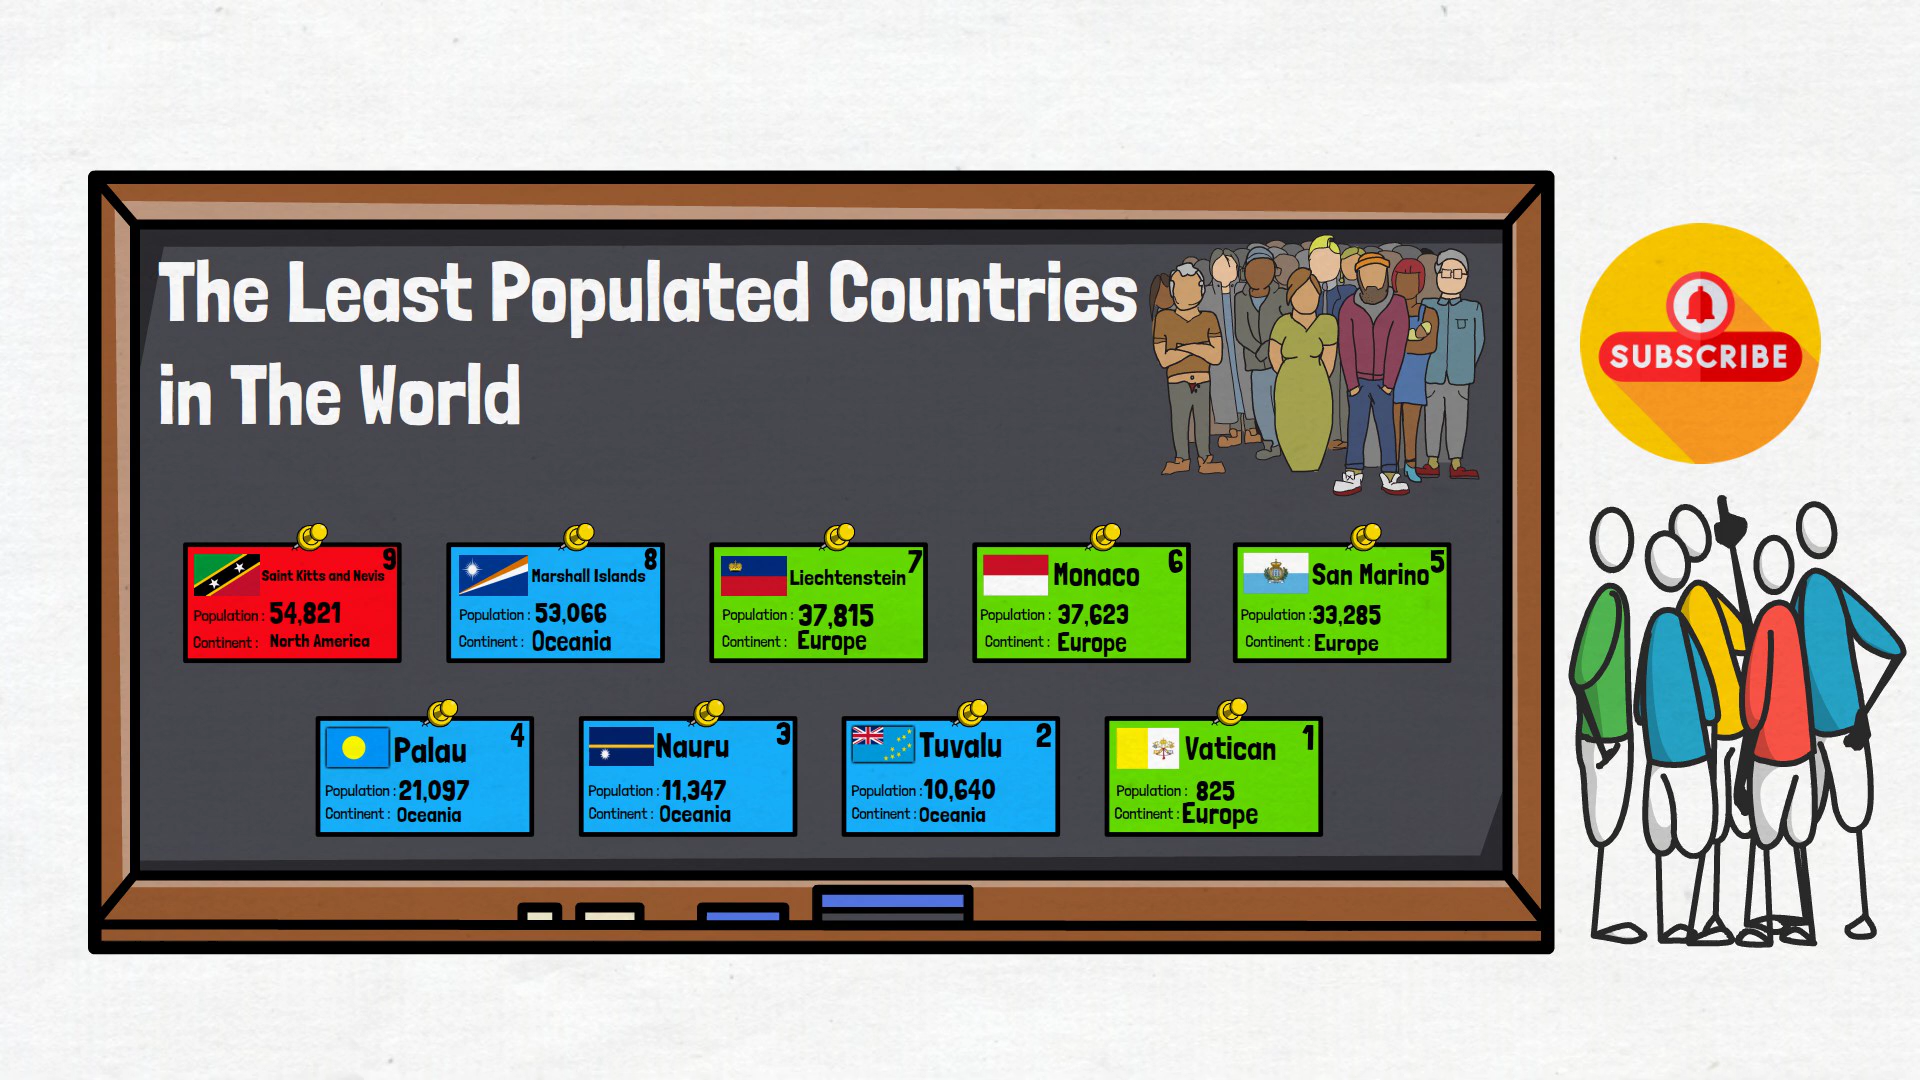 The Least Populated Countries
in The World
SUBSCRIBE
9
Saint Kitts and Nevis
Population : 54,821
Continent : North America
8
Marshall Islands
Population : 53,066
Continent : Oceania
7
Liechtenstein
Population : 37,815
Continent : Europe
6
Monaco
Population : 37,623
Continent : Europe
5
San Marino
Population : 33,285
Continent : Europe
4
Palau
Population : 21,097
Continent : Oceania
3
Nauru
Population : 11,347
Continent : Oceania
2
Tuvalu
Population : 10,640
Continent : Oceania
1
Vatican
Population : 825
Continent : Europe